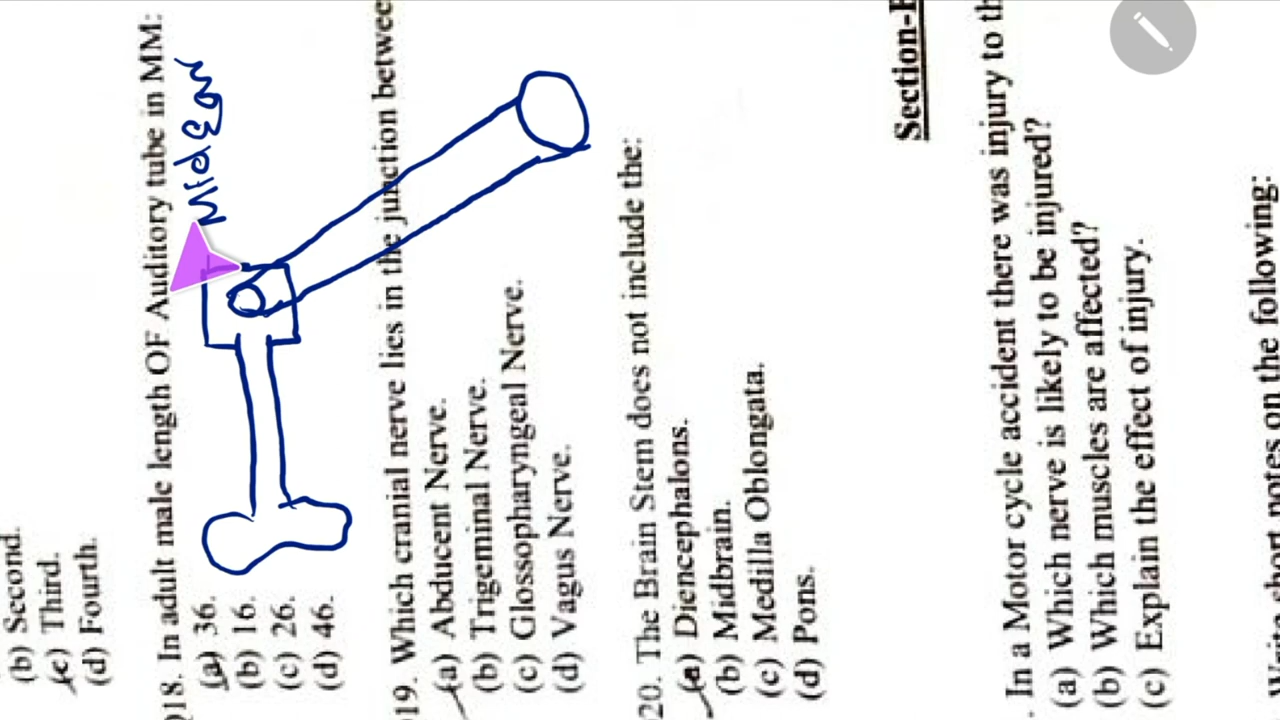 (b) Second.
(c) Third.
(d) Fourth.
Q18. In adult male length OF Auditory tube in MM:
(a) 36.
(b) 16.
(c) 26.
(d) 46.
Mid Ear
19. Which cranial nerve lies in the junction betwee
(a) Abducent Nerve.
(b) Trigeminal Nerve.
(c) Glossopharyngeal Nerve.
(d) Vagus Nerve.
20. The Brain Stem does not include the:
(a) Diencephalons.
(b) Midbrain.
(c) Medilla Oblongata.
(d) Pons.
Section-
. In a Motor cycle accident there was injury to th
(a) Which nerve is likely to be injured?
(b) Which muscles are affected?
(c) Explain the effect of injury.
Write short notes on the following: